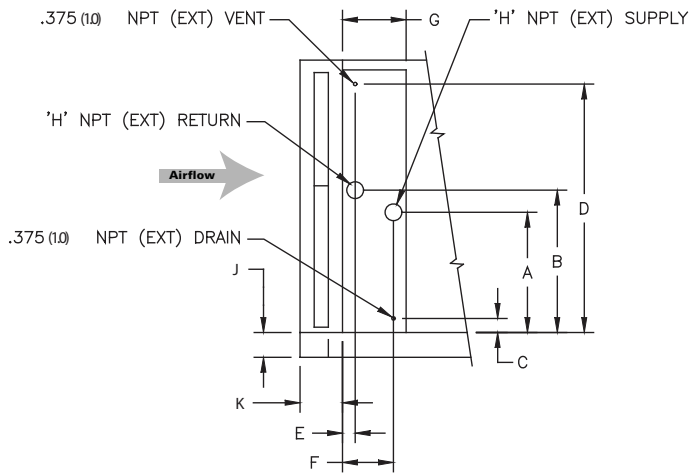 .375 (1.0) NPT (EXT) VENT
G
'H' NPT (EXT) SUPPLY
'H' NPT (EXT) RETURN
Airflow
D
.375 (1.0) NPT (EXT) DRAIN
B
A
J
C
K
E
F